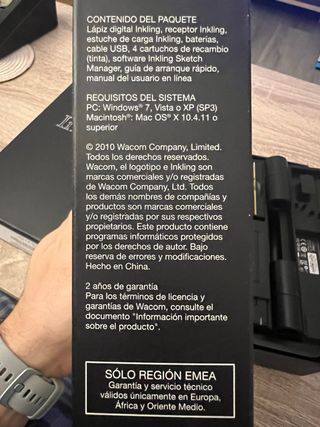 CONTENIDO DEL PAQUETE
Lápiz digital Inkling, receptor Inkling,
estuche de carga Inkling, baterías,
cable USB, 4 cartuchos de recambio
(tinta), software Inkling Sketch
Manager, guía de arranque rápido,
manual del usuario en línea
REQUISITOS DEL SISTEMA
PC: Windows® 7, Vista o XP (SP3)
Macintosh®: Mac OS® X 10.4.11 o
superior
© 2010 Wacom Company, Limited.
Todos los derechos reservados.
Wacom, el logotipo e Inkling son
marcas comerciales y/o registradas
de Wacom Company, Ltd. Todos los
demás nombres de compañías y
productos son marcas comerciales
y/o registradas por sus respectivos
propietarios. Este producto contiene
programas informáticos protegidos
por los derechos de autor. Bajo
reserva de errores y modificaciones.
Hecho en China.
2 años de garantía
Para los términos de licencia y
garantías de Wacom, consulte el
documento "Información importante
sobre el producto".
SÓLO REGIÓN EMEA
Garantía y servicio técnico
válidos únicamente en Europa,
África y Oriente Medio.